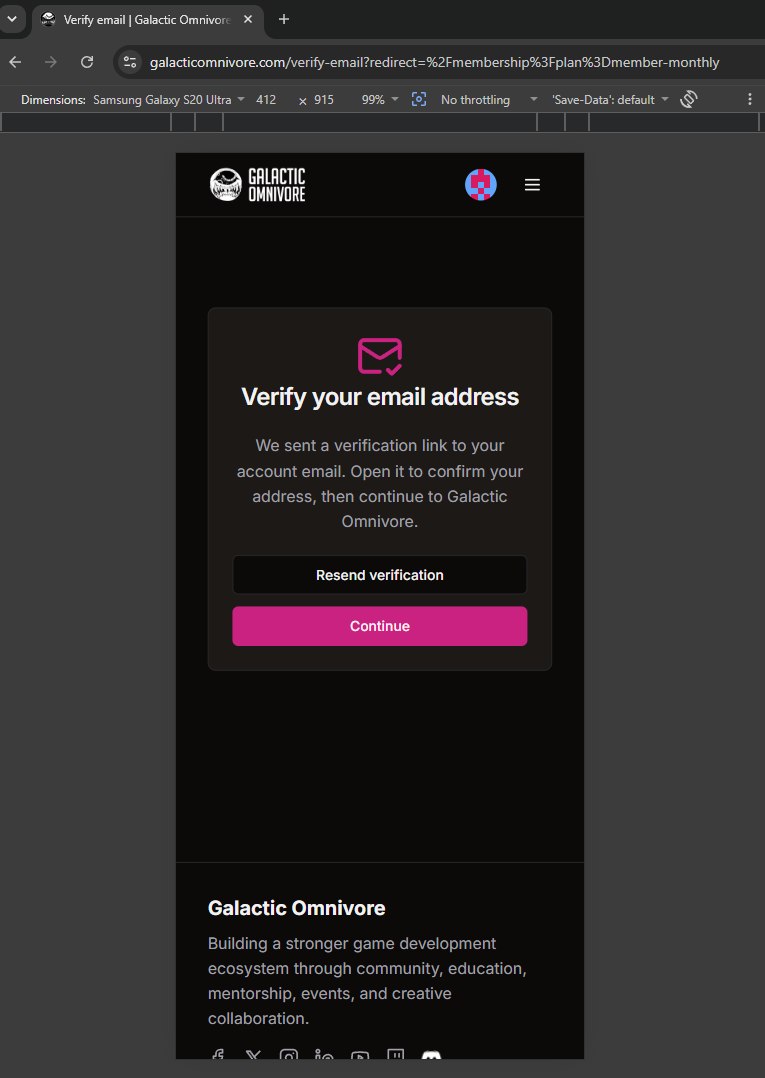 Verify email | Galactic Omnivore
galacticomnivore.com/verify-email?redirect=%2Fmembership%3Fplan%3Dmember-monthly
Dimensions: Samsung Galaxy S20 Ultra 412 × 915 99% No throttling 'Save-Data': default
GALACTIC
OMNIVORE
Verify your email address
We sent a verification link to your
account email. Open it to confirm your
address, then continue to Galactic
Omnivore.
Resend verification
Continue
Galactic Omnivore
Building a stronger game development
ecosystem through community, education,
mentorship, events, and creative
collaboration.